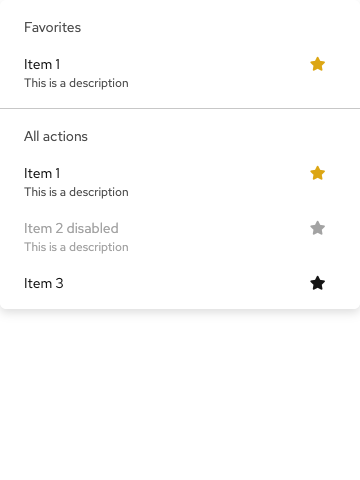 Favorites
Item 1
This is a description
All actions
Item 1
This is a description
Item 2 disabled
This is a description
Item 3